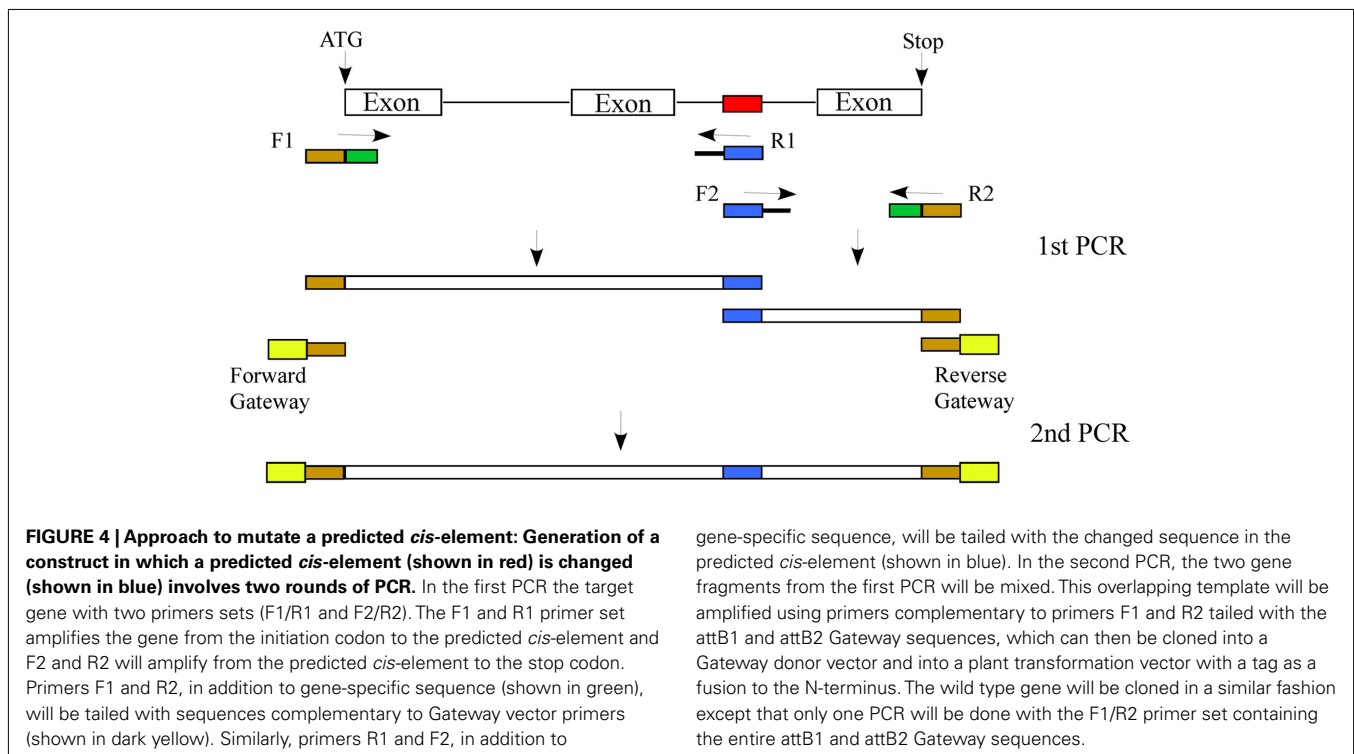 ATG
Stop
Exon
Exon
Exon
F1
R1
F2
R2
1st PCR
Forward
Gateway
Reverse
Gateway
2nd PCR
FIGURE 4 | Approach to mutate a predicted cis-element: Generation of a
construct in which a predicted cis-element (shown in red) is changed
(shown in blue) involves two rounds of PCR. In the first PCR the target
gene with two primers sets (F1/R1 and F2/R2). The F1 and R1 primer set
amplifies the gene from the initiation codon to the predicted cis-element and
F2 and R2 will amplify from the predicted cis-element to the stop codon.
Primers F1 and R2, in addition to gene-specific sequence (shown in green),
will be tailed with sequences complementary to Gateway vector primers
(shown in dark yellow). Similarly, primers R1 and F2, in addition to
gene-specific sequence, will be tailed with the changed sequence in the
predicted cis-element (shown in blue). In the second PCR, the two gene
fragments from the first PCR will be mixed. This overlapping template will be
amplified using primers complementary to primers F1 and R2 tailed with the
attB1 and attB2 Gateway sequences, which can then be cloned into a
Gateway donor vector and into a plant transformation vector with a tag as a
fusion to the N-terminus. The wild type gene will be cloned in a similar fashion
except that only one PCR will be done with the F1/R2 primer set containing
the entire attB1 and attB2 Gateway sequences.